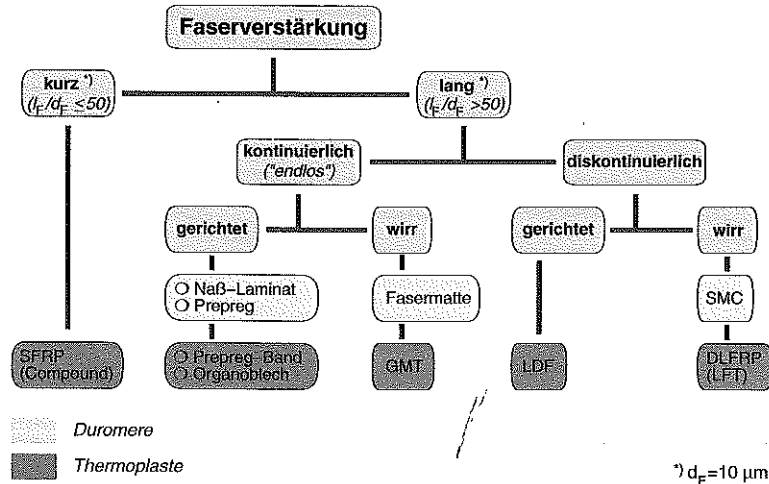 Faserverstärkung
kurz *)
(l_F/d_F ≤50)
lang *)
(l_F/d_F >50)
kontinuierlich
("endlos")
diskontinuierlich
gerichtet
wirr
gerichtet
wirr
❍ Naß-Laminat
❍ Prepreg
Fasermatte
SMC
SFRP
(Compound)
❍ Prepreg-Band
❍ Organoblech
GMT
LDF
DLFRP
(LFT)
Duromere
Thermoplaste
*) d_F=10 µm